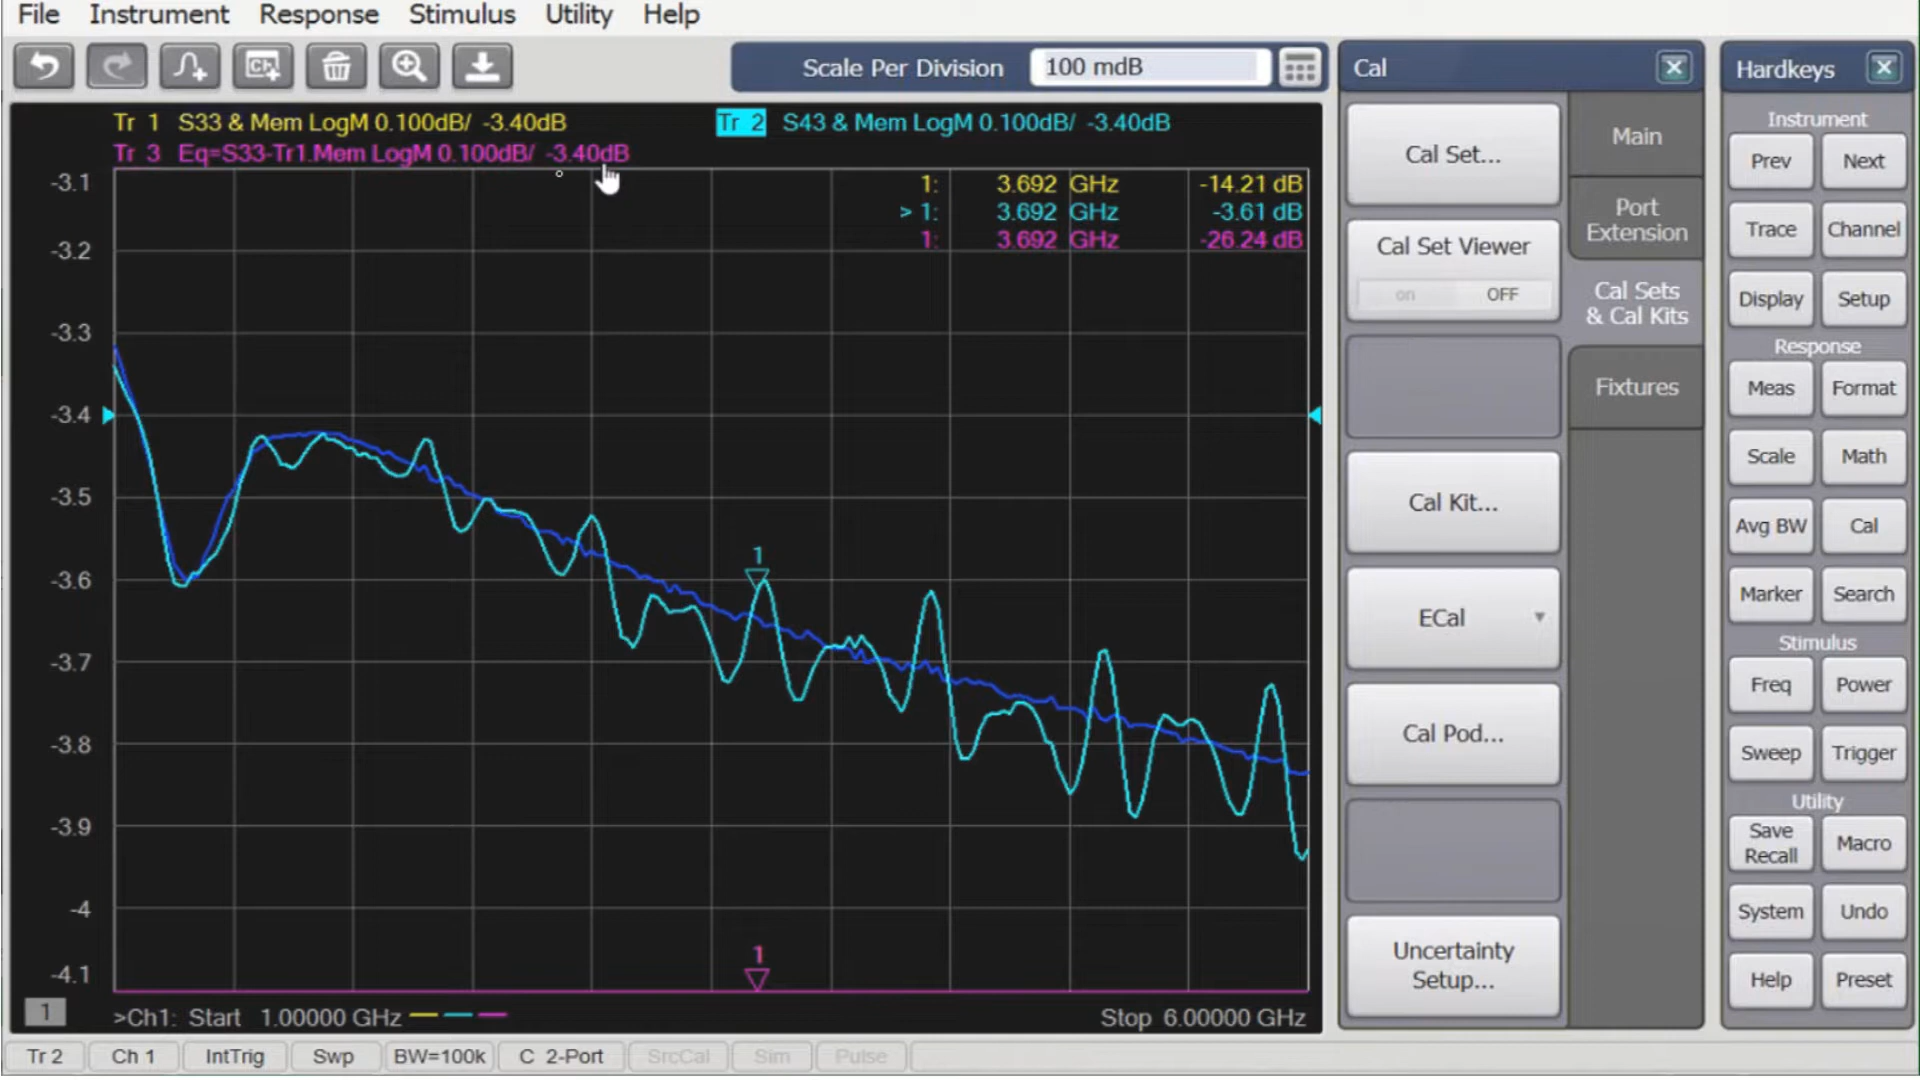 File Instrument Response Stimulus Utility Help
Scale Per Division 100 mdB
Tr 1 S33 & Mem LogM 0.100dB/ -3.40dB
Tr 2 S43 & Mem LogM 0.100dB/ -3.40dB
Tr 3 Eq=S33-Tr1.Mem LogM 0.100dB/ -3.40dB
1: 3.692 GHz -14.21 dB
> 1: 3.692 GHz -3.61 dB
1: 3.692 GHz -26.24 dB
-3.1
-3.2
-3.3
-3.4
-3.5
-3.6
-3.7
-3.8
-3.9
-4
-4.1
1
1
1
>Ch1: Start 1.00000 GHz
Stop 6.00000 GHz
Tr 2 Ch 1 IntTrig Swp BW=100k C 2-Port SrcCal Sim Pulse
Cal
Cal Set...
Cal Set Viewer
on OFF
Cal Kit...
ECal
Cal Pod...
Uncertainty
Setup...
Main
Port
Extension
Cal Sets
& Cal Kits
Fixtures
Hardkeys
Instrument
Prev Next
Trace Channel
Display Setup
Response
Meas Format
Scale Math
Avg BW Cal
Marker Search
Stimulus
Freq Power
Sweep Trigger
Utility
Save
Recall
Macro
System Undo
Help Preset